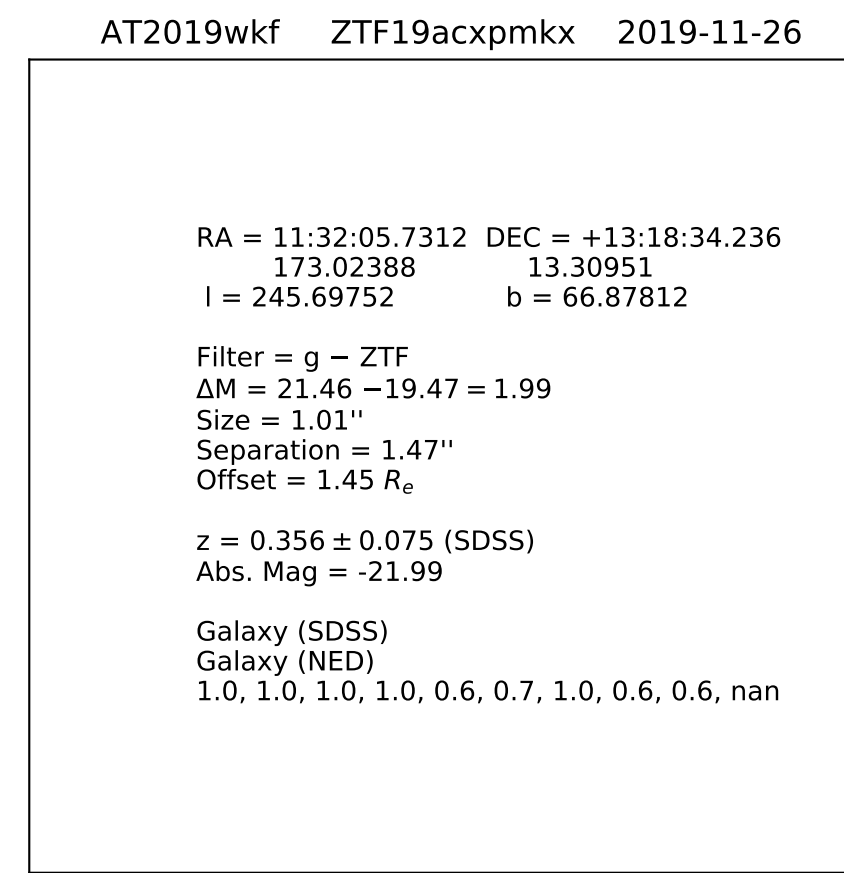 AT2019wkf ZTF19acxpmkx 2019-11-26
RA = 11:32:05.7312 DEC = +13:18:34.236
173.02388 13.30951
l = 245.69752 b = 66.87812
Filter = g − ZTF
ΔM = 21.46 −19.47 = 1.99
Size = 1.01''
Separation = 1.47''
Offset = 1.45 Rₑ
z = 0.356 ± 0.075 (SDSS)
Abs. Mag = -21.99
Galaxy (SDSS)
Galaxy (NED)
1.0, 1.0, 1.0, 1.0, 0.6, 0.7, 1.0, 0.6, 0.6, nan